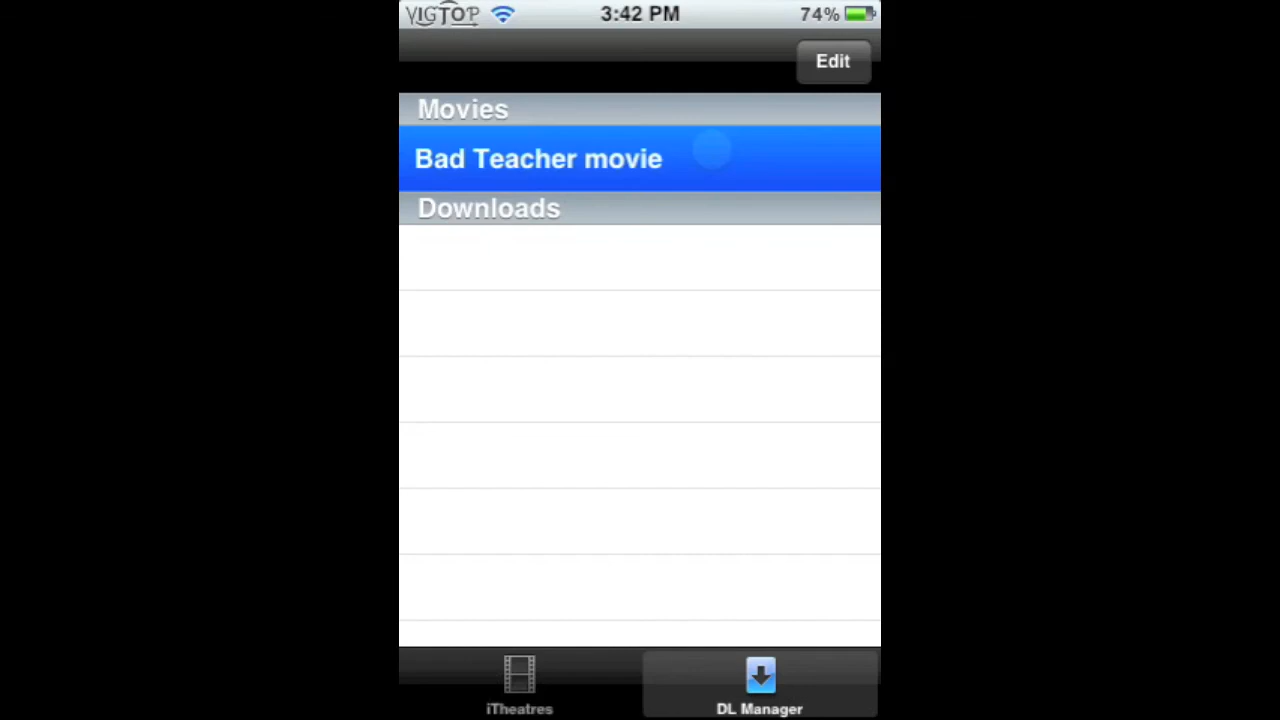 VIGTOP 3:42 PM 74%
Edit
Movies
Bad Teacher movie
Downloads
iTheatres DL Manager